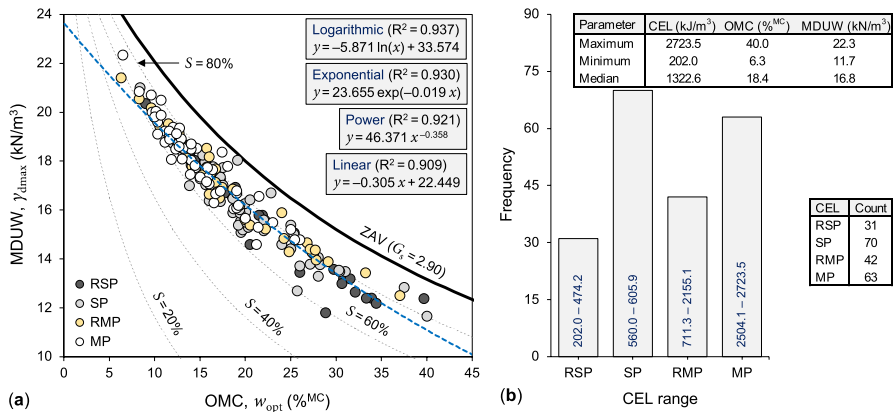 MDUW, γdmax (kN/m³)
24
22
20
18
16
14
12
10
S = 80%
Logarithmic (R² = 0.937)
y = –5.871 ln(x) + 33.574
Exponential (R² = 0.930)
y = 23.655 exp(–0.019 x)
Power (R² = 0.921)
y = 46.371 x^–0.358
Linear (R² = 0.909)
y = –0.305 x + 22.449
ZAV (Gs = 2.90)
RSP
SP
RMP
MP
S = 20%
S = 40%
S = 60%
0 5 10 15 20 25 30 35 40 45
(a)
OMC, wopt (%MC)
Frequency
90
75
60
45
30
15
0
Parameter CEL (kJ/m³) OMC (%MC) MDUW (kN/m³)
Maximum 2723.5 40.0 22.3
Minimum 202.0 6.3 11.7
Median 1322.6 18.4 16.8
CEL Count
RSP 31
SP 70
RMP 42
MP 63
202.0 – 474.2
560.0 – 605.9
711.3 – 2155.1
2504.1 – 2723.5
RSP SP RMP MP
(b)
CEL range